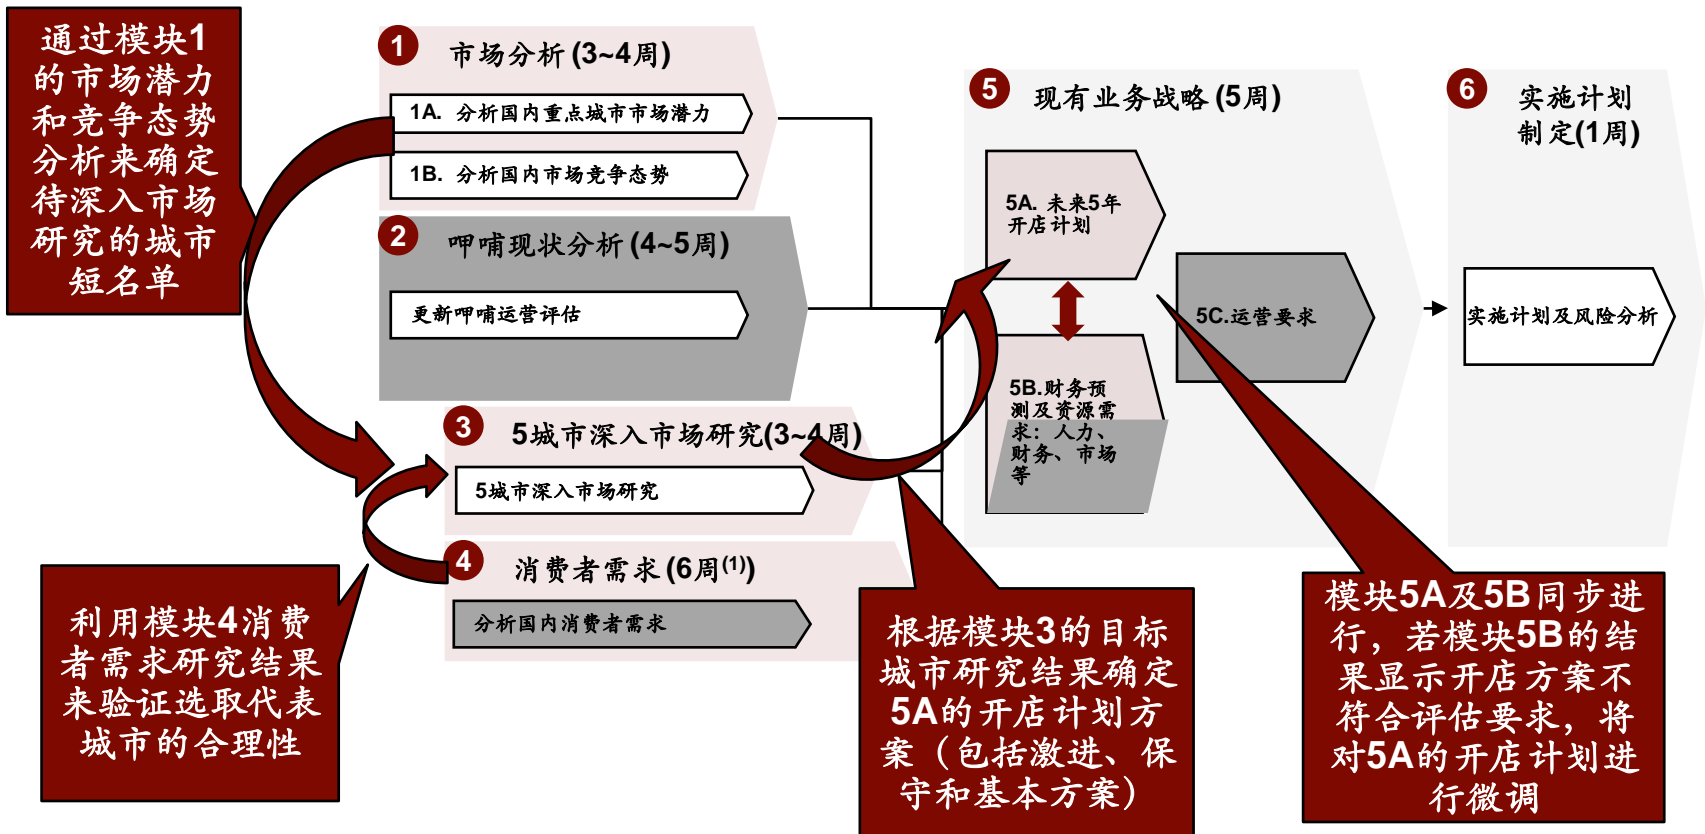 通过模块1
的市场潜力
和竞争态势
分析来确定
待深入市场
研究的城市
短名单
1
市场分析 (3~4周)
1A. 分析国内重点城市市场潜力
1B. 分析国内市场竞争态势
2
呷哺现状分析 (4~5周)
更新呷哺运营评估
3
5城市深入市场研究(3~4周)
5城市深入市场研究
4
消费者需求 (6周(1))
分析国内消费者需求
利用模块4消费
者需求研究结果
来验证选取代表
城市的合理性
5
现有业务战略 (5周)
5A. 未来5年
开店计划
5B.财务预
测及资源需
求：人力、
财务、市场
等
5C.运营要求
根据模块3的目标
城市研究结果确定
5A的开店计划方
案（包括激进、保
守和基本方案）
6
实施计划
制定(1周)
实施计划及风险分析
模块5A及5B同步进
行，若模块5B的结
果显示开店方案不
符合评估要求，将
对5A的开店计划进
行微调